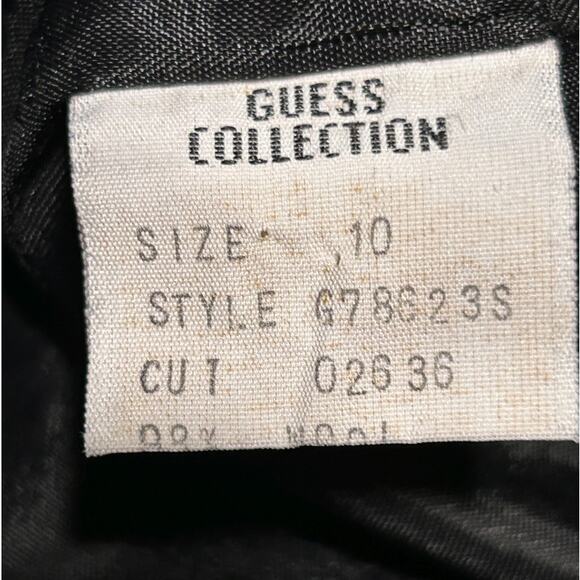 GUESS
COLLECTION
SIZE 10
STYLE G78623S
CUT 02636